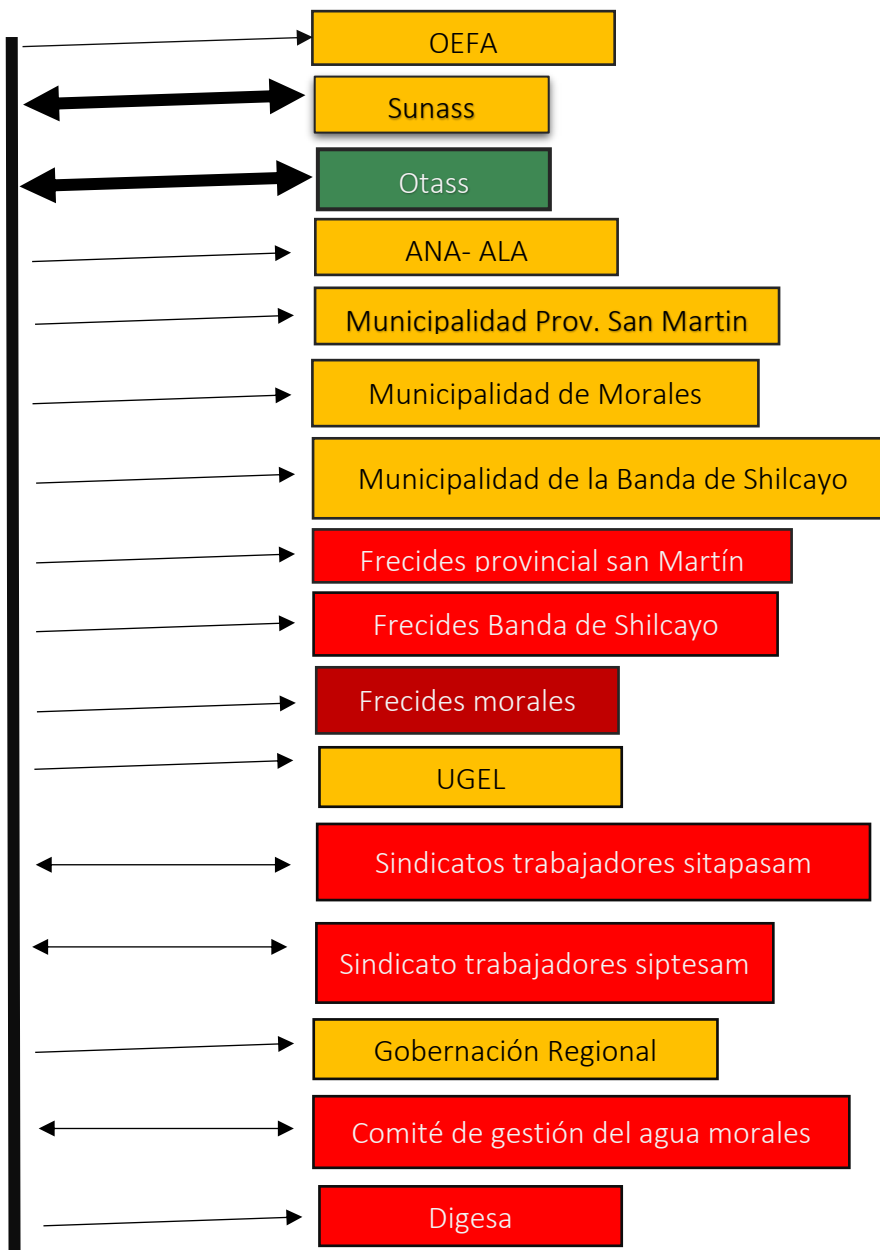 OEFA
Sunass
Otass
ANA- ALA
Municipalidad Prov. San Martin
Municipalidad de Morales
Municipalidad de la Banda de Shilcayo
Frecides provincial san Martín
Frecides Banda de Shilcayo
Frecides morales
UGEL
Sindicatos trabajadores sitapasam
Sindicato trabajadores siptesam
Gobernación Regional
Comité de gestión del agua morales
Digesa